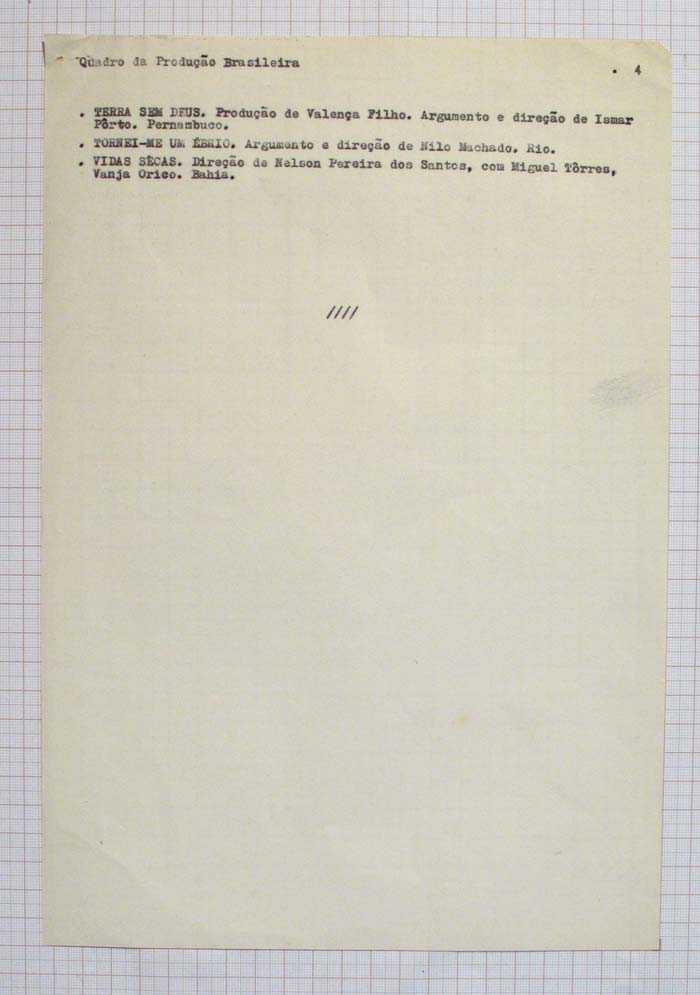 Quadro da Produção Brasileira
. 4
. TERRA SEM DEUS. Produção de Valença Filho. Argumento e direção de Ismar
Pôrto. Pernambuco.
. TORNEI-ME UM ÉBRIO. Argumento e direção de Nilo Machado. Rio.
. VIDAS SÊCAS. Direção de Nelson Pereira dos Santos, com Miguel Tôrres,
Vanja Orico. Bahia.
////